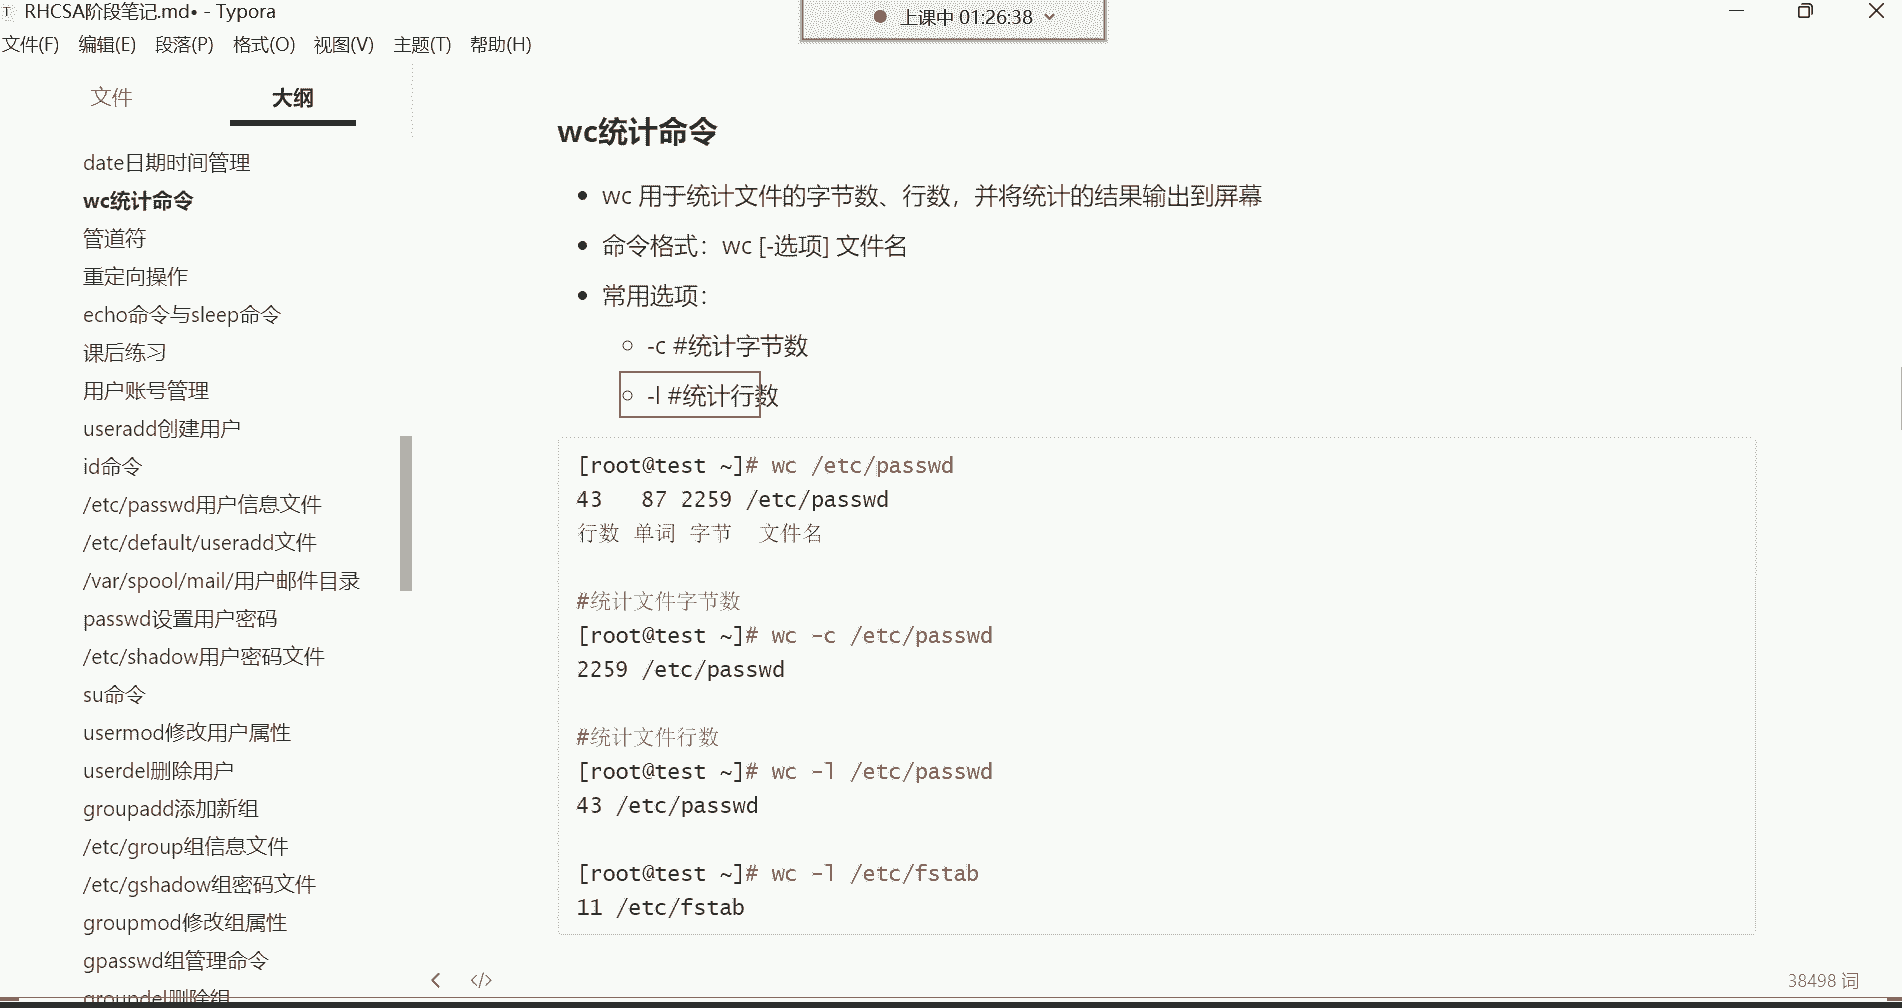 RHCSA阶段笔记.md• - Typora
上课中 01:26:38
文件(F) 编辑(E) 段落(P) 格式(O) 视图(V) 主题(T) 帮助(H)
文件 大纲
date日期时间管理
wc统计命令
管道符
重定向操作
echo命令与sleep命令
课后练习
用户账号管理
useradd创建用户
id命令
/etc/passwd用户信息文件
/etc/default/useradd文件
/var/spool/mail/用户邮件目录
passwd设置用户密码
/etc/shadow用户密码文件
su命令
usermod修改用户属性
userdel删除用户
groupadd添加新组
/etc/group组信息文件
/etc/gshadow组密码文件
groupmod修改组属性
gpasswd组管理命令
groupdel删除组
wc统计命令
• wc 用于统计文件的字节数、行数，并将统计的结果输出到屏幕
• 命令格式：wc [-选项] 文件名
• 常用选项：
◦ -c #统计字节数
◦ -l #统计行数
[root@test ~]# wc /etc/passwd
43   87 2259 /etc/passwd
行数 单词 字节  文件名
#统计文件字节数
[root@test ~]# wc -c /etc/passwd
2259 /etc/passwd
#统计文件行数
[root@test ~]# wc -l /etc/passwd
43 /etc/passwd
[root@test ~]# wc -l /etc/fstab
11 /etc/fstab
38498 词